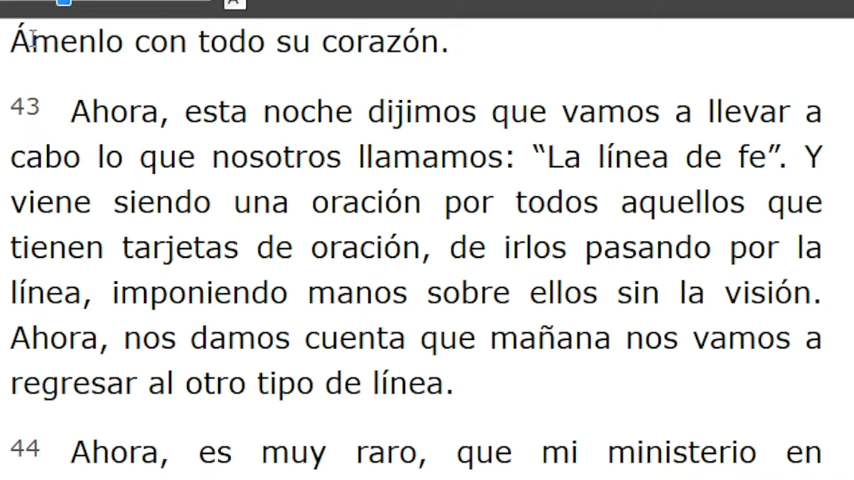 Ámenlo con todo su corazón.
43 Ahora, esta noche dijimos que vamos a llevar a
cabo lo que nosotros llamamos: “La línea de fe”. Y
viene siendo una oración por todos aquellos que
tienen tarjetas de oración, de irlos pasando por la
línea, imponiendo manos sobre ellos sin la visión.
Ahora, nos damos cuenta que mañana nos vamos a
regresar al otro tipo de línea.
44 Ahora, es muy raro, que mi ministerio en